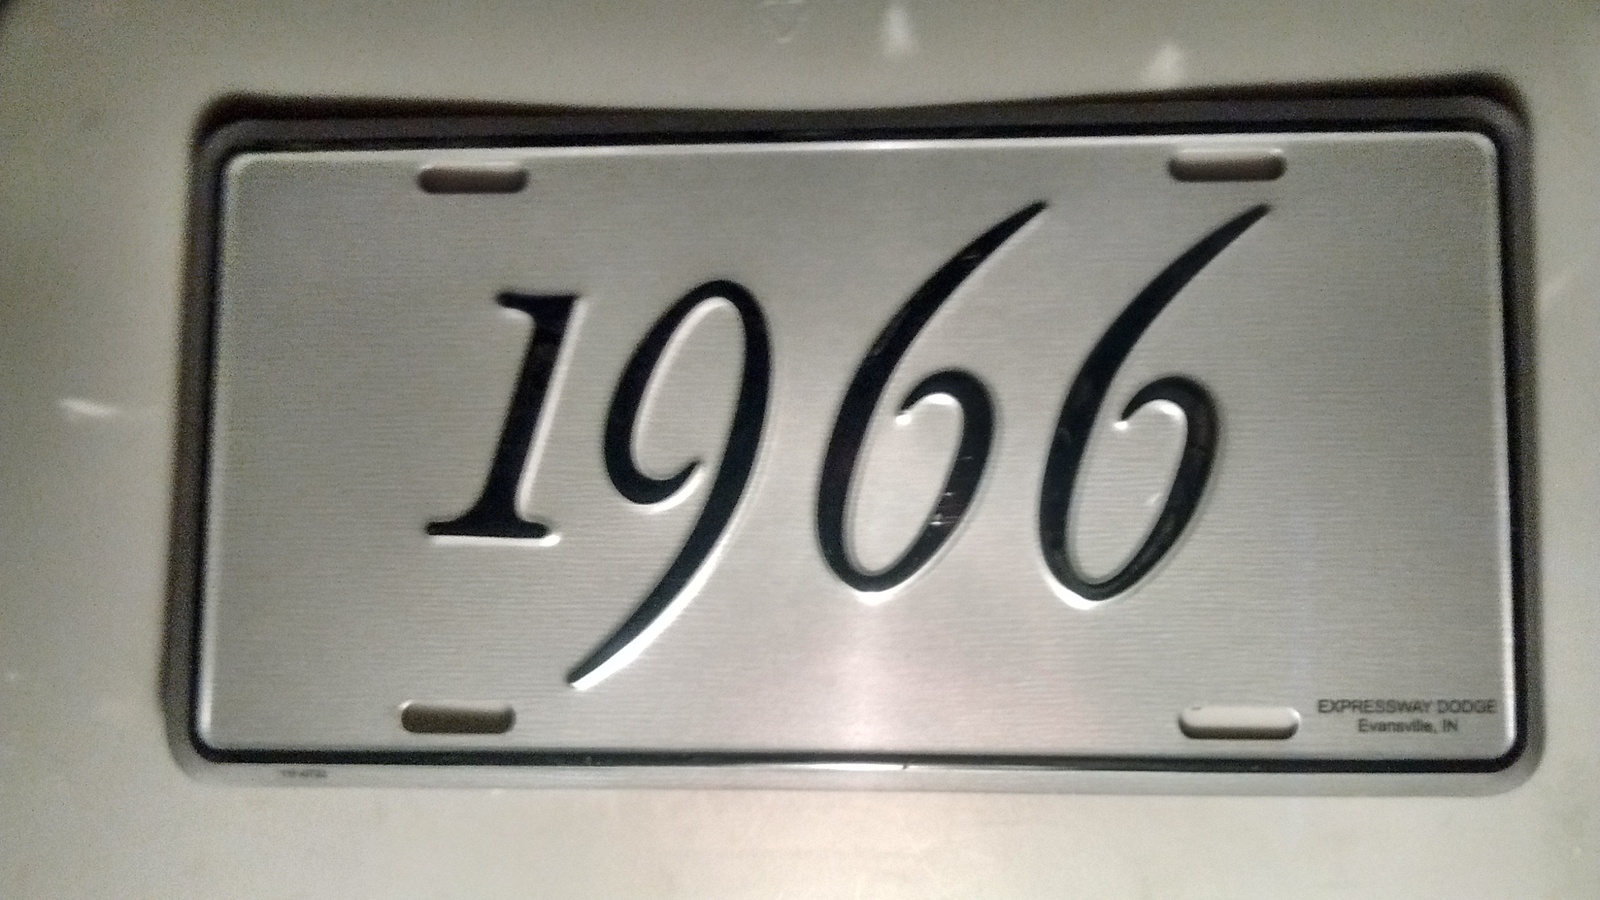 1966
EXPRESSWAY DODGE
Evansville, IN